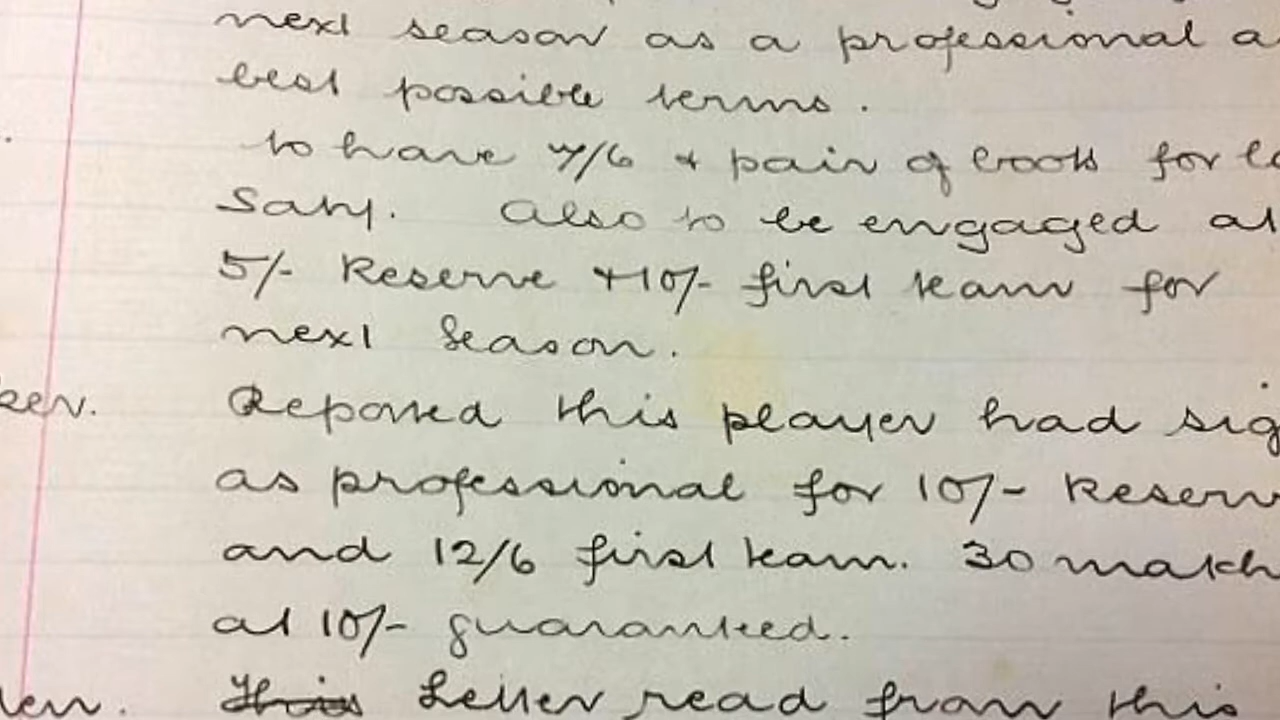 next season as a professional a
best possible terms.
to have 7/6 & pair of boots for
Saty. Also to be engaged at
5/- Reserve +10/- first team for
next Season.
ker. Reported this player had sig
as professional for 10/- Reserv
and 12/6 first team. 30 match
at 10/- guaranteed.
This Letter read from this